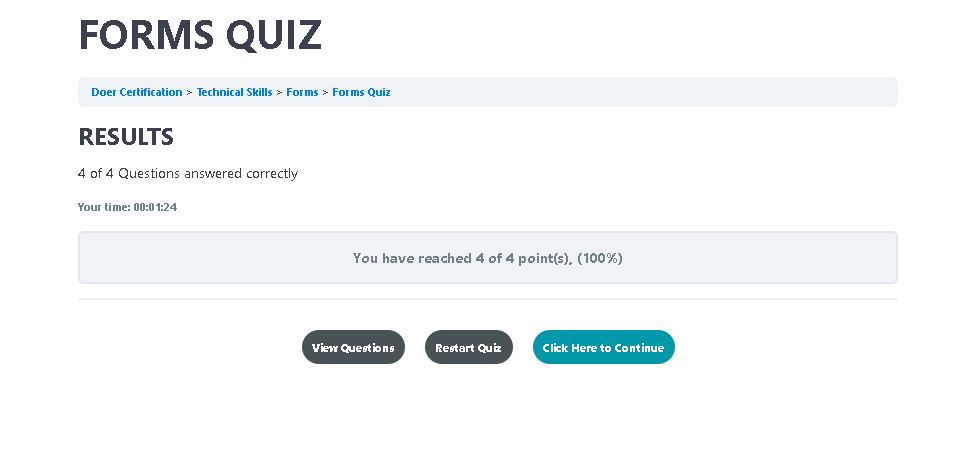 FORMS QUIZ
Doer Certification > Technical Skills > Forms > Forms Quiz
RESULTS
4 of 4 Questions answered correctly
Your time: 00:01:24
You have reached 4 of 4 point(s), (100%)
View Questions
Restart Quiz
Click Here to Continue